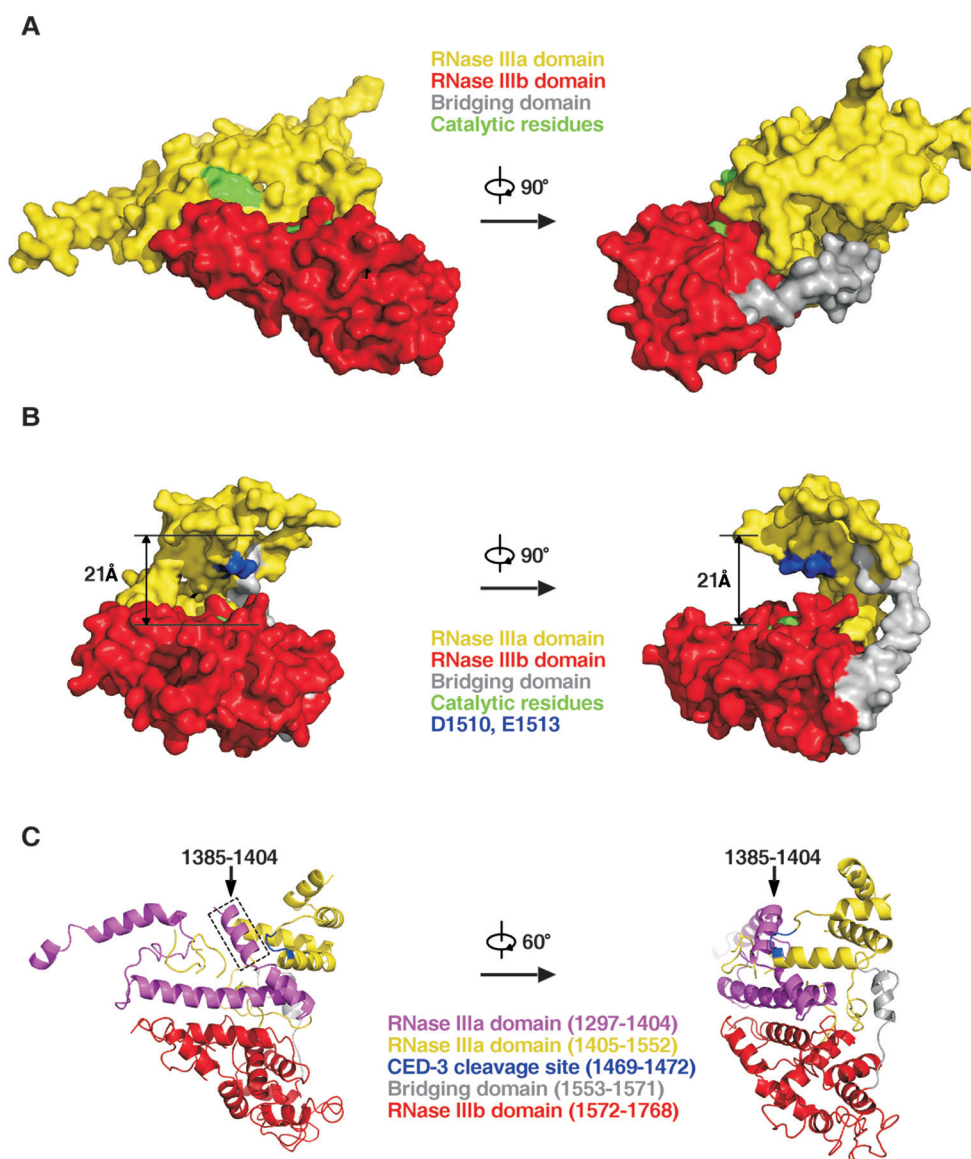 A
RNase IIIa domain
RNase IIIb domain
Bridging domain
Catalytic residues
90°
B
21Å
90°
21Å
RNase IIIa domain
RNase IIIb domain
Bridging domain
Catalytic residues
D1510, E1513
C
1385-1404
1385-1404
60°
RNase IIIa domain (1297-1404)
RNase IIIa domain (1405-1552)
CED-3 cleavage site (1469-1472)
Bridging domain (1553-1571)
RNase IIIb domain (1572-1768)